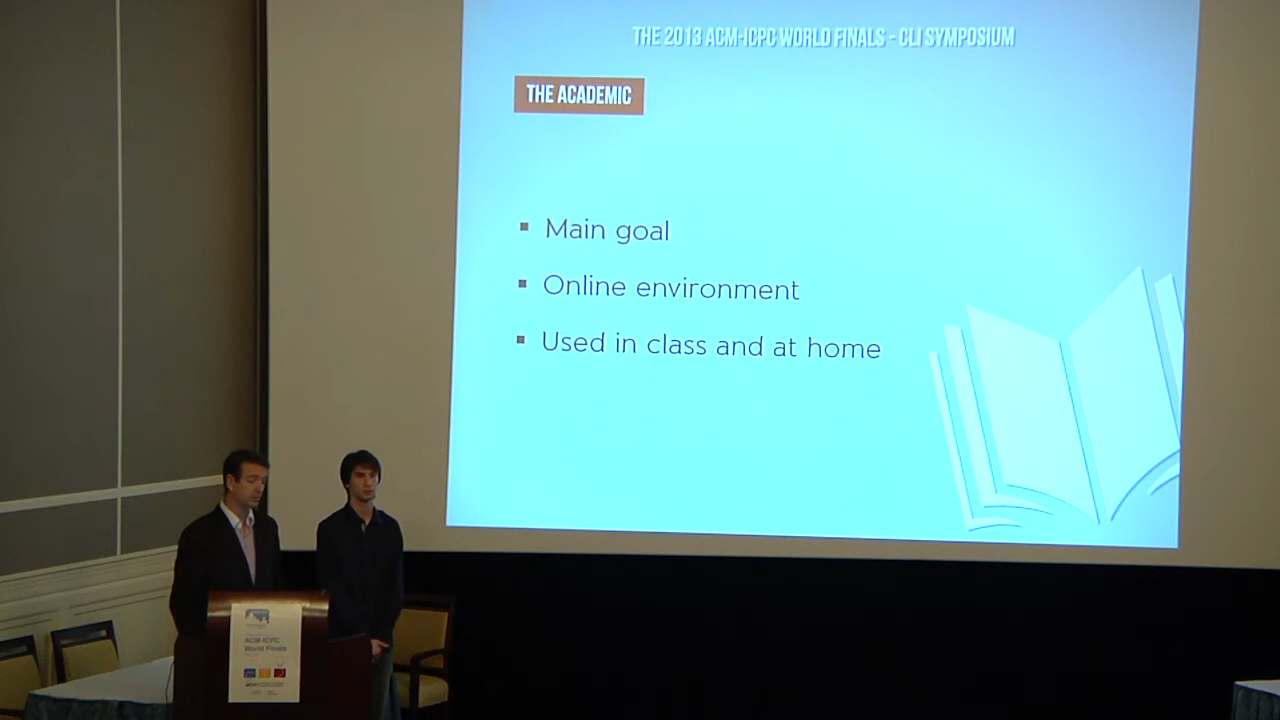 THE 2013 ACM-ICPC WORLD FINALS - CLI SYMPOSIUM
THE ACADEMIC
Main goal
Online environment
Used in class and at home
ACM-ICPC
World Finals